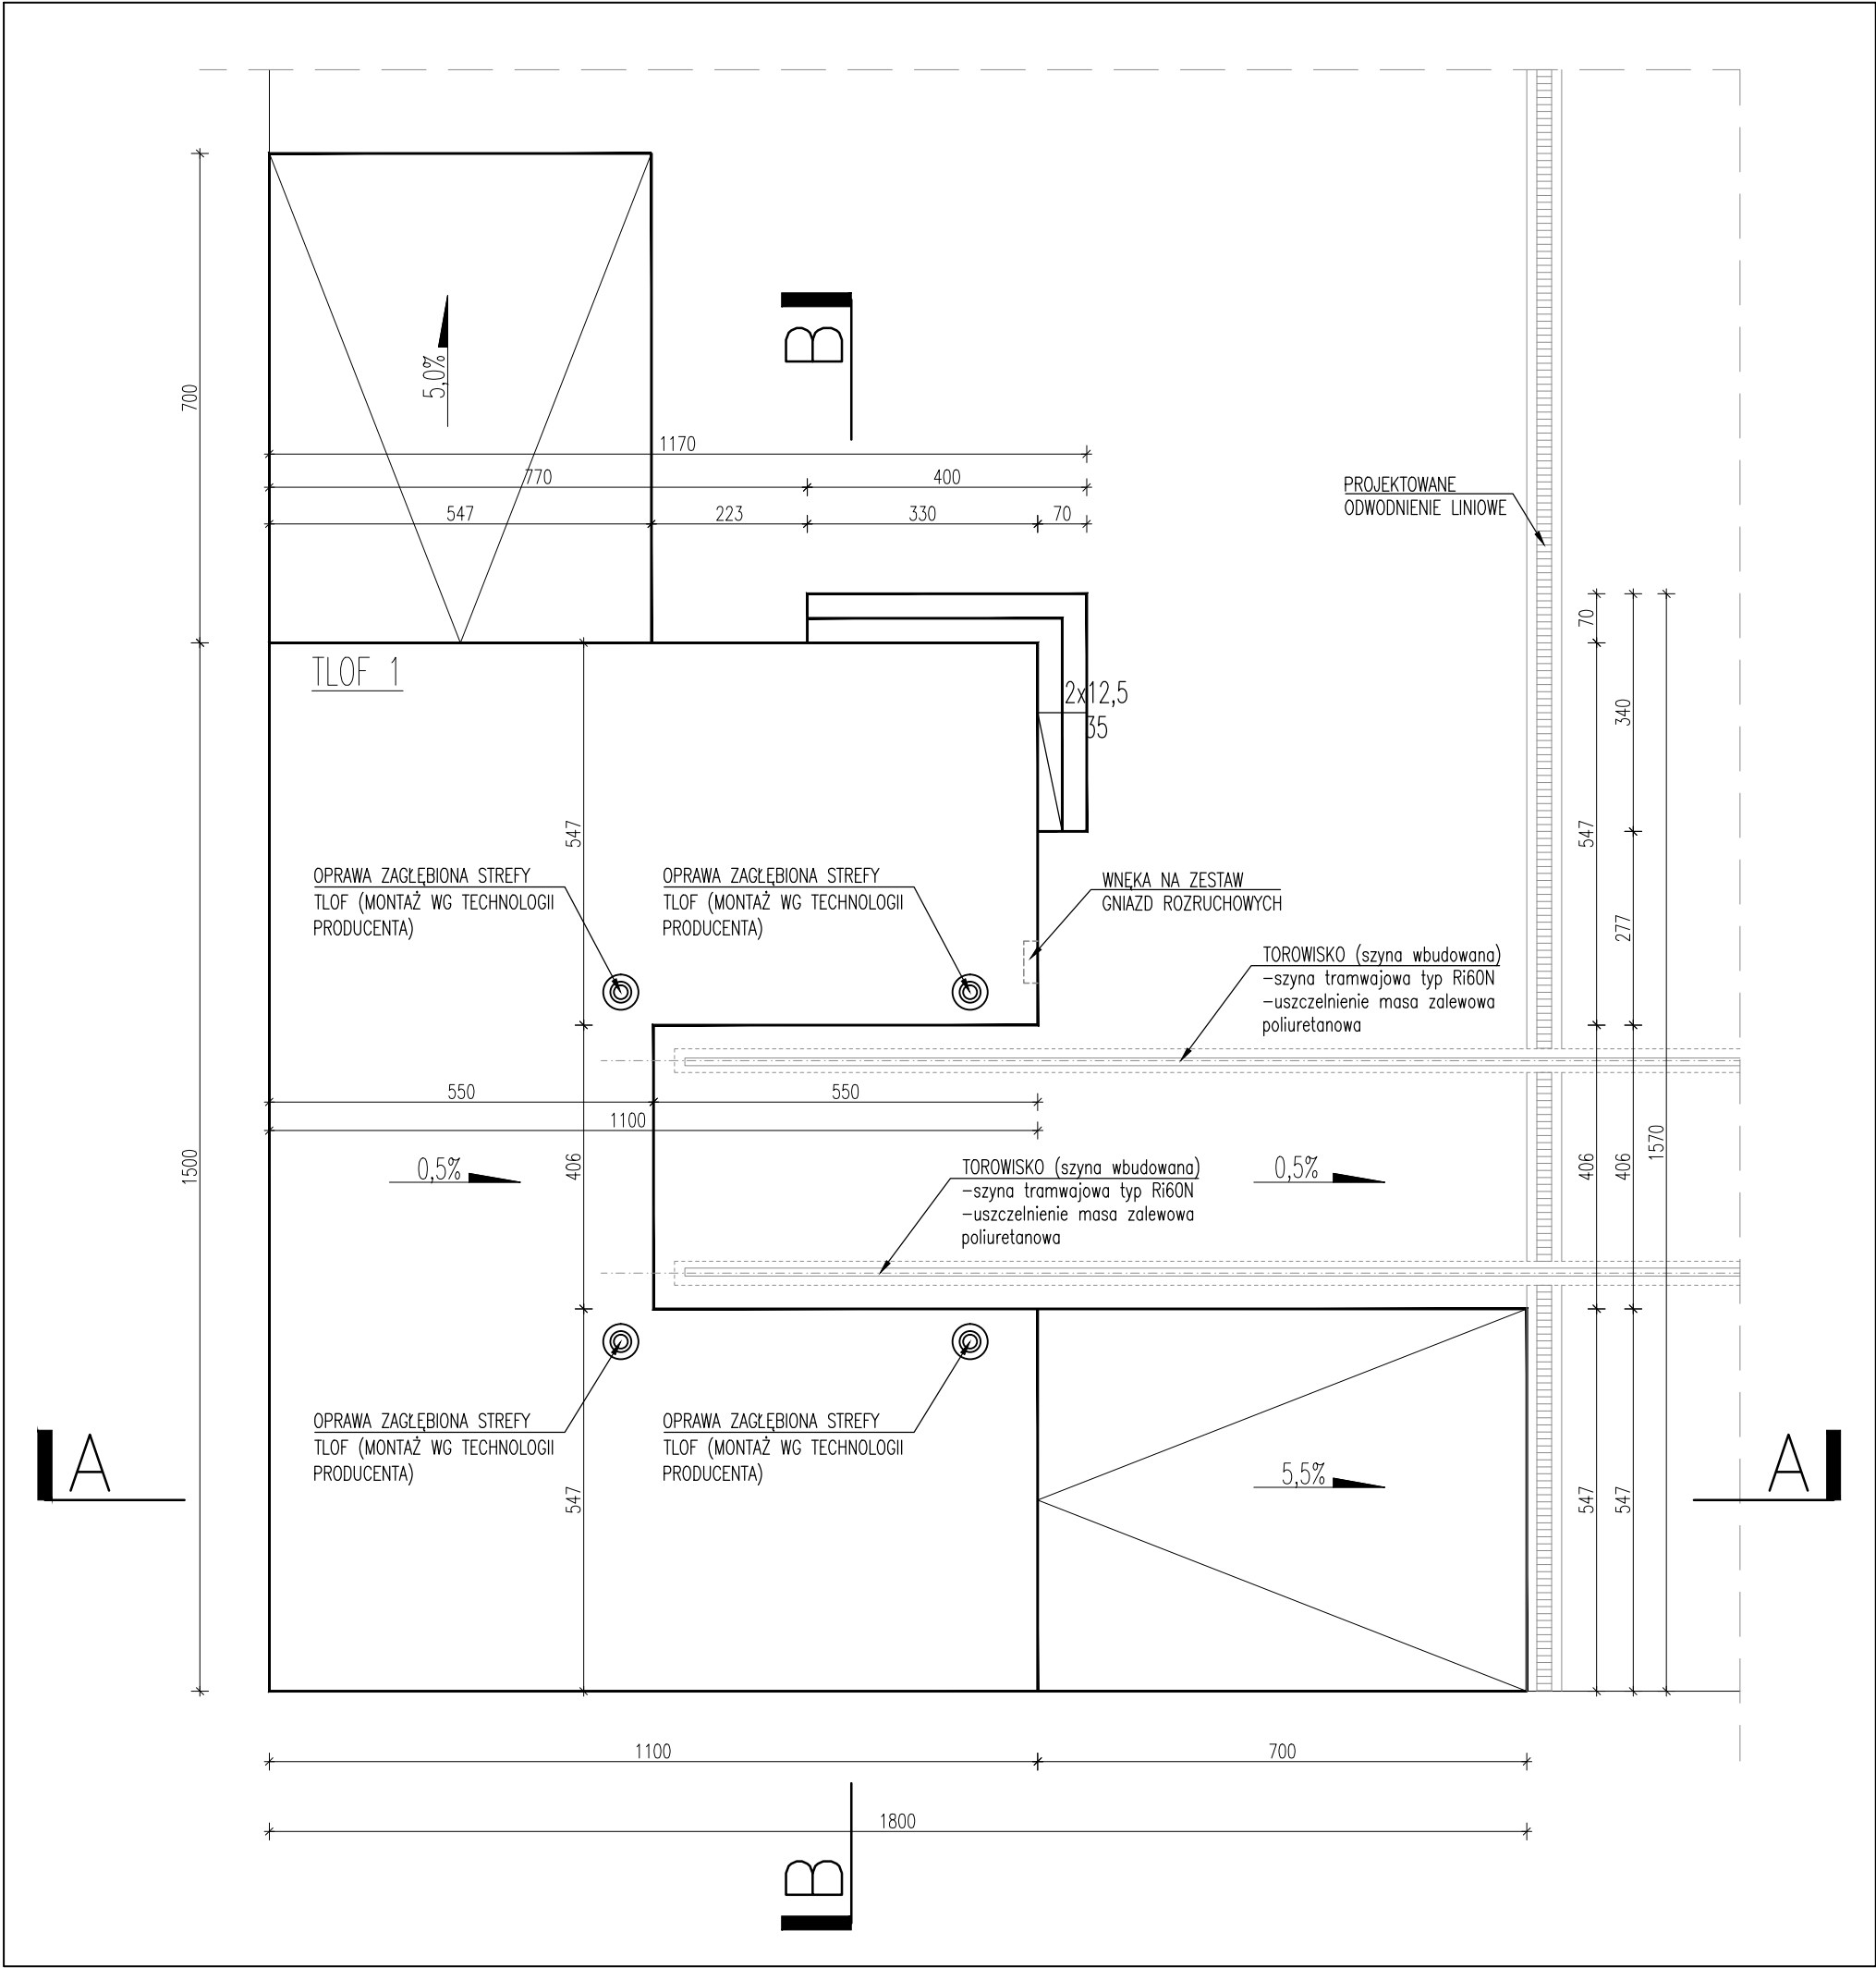 B
5,0%
700
1170
770
400
547
223
330
70
PROJEKTOWANE
ODWODNIENIE LINIOWE
TLOF 1
2x12,5
35
70
340
547
547
277
OPRAWA ZAGŁĘBIONA STREFY
TLOF (MONTAŻ WG TECHNOLOGII
PRODUCENTA)
OPRAWA ZAGŁĘBIONA STREFY
TLOF (MONTAŻ WG TECHNOLOGII
PRODUCENTA)
WNĘKA NA ZESTAW
GNIAZD ROZRUCHOWYCH
TOROWISKO (szyna wbudowana)
-szyna tramwajowa typ Ri60N
-uszczelnienie masa zalewowa
poliuretanowa
550
550
1100
1500
0,5%
406
TOROWISKO (szyna wbudowana)
-szyna tramwajowa typ Ri60N
-uszczelnienie masa zalewowa
poliuretanowa
0,5%
406
406
1570
OPRAWA ZAGŁĘBIONA STREFY
TLOF (MONTAŻ WG TECHNOLOGII
PRODUCENTA)
OPRAWA ZAGŁĘBIONA STREFY
TLOF (MONTAŻ WG TECHNOLOGII
PRODUCENTA)
A
547
5,5%
547
547
A
1100
700
1800
B